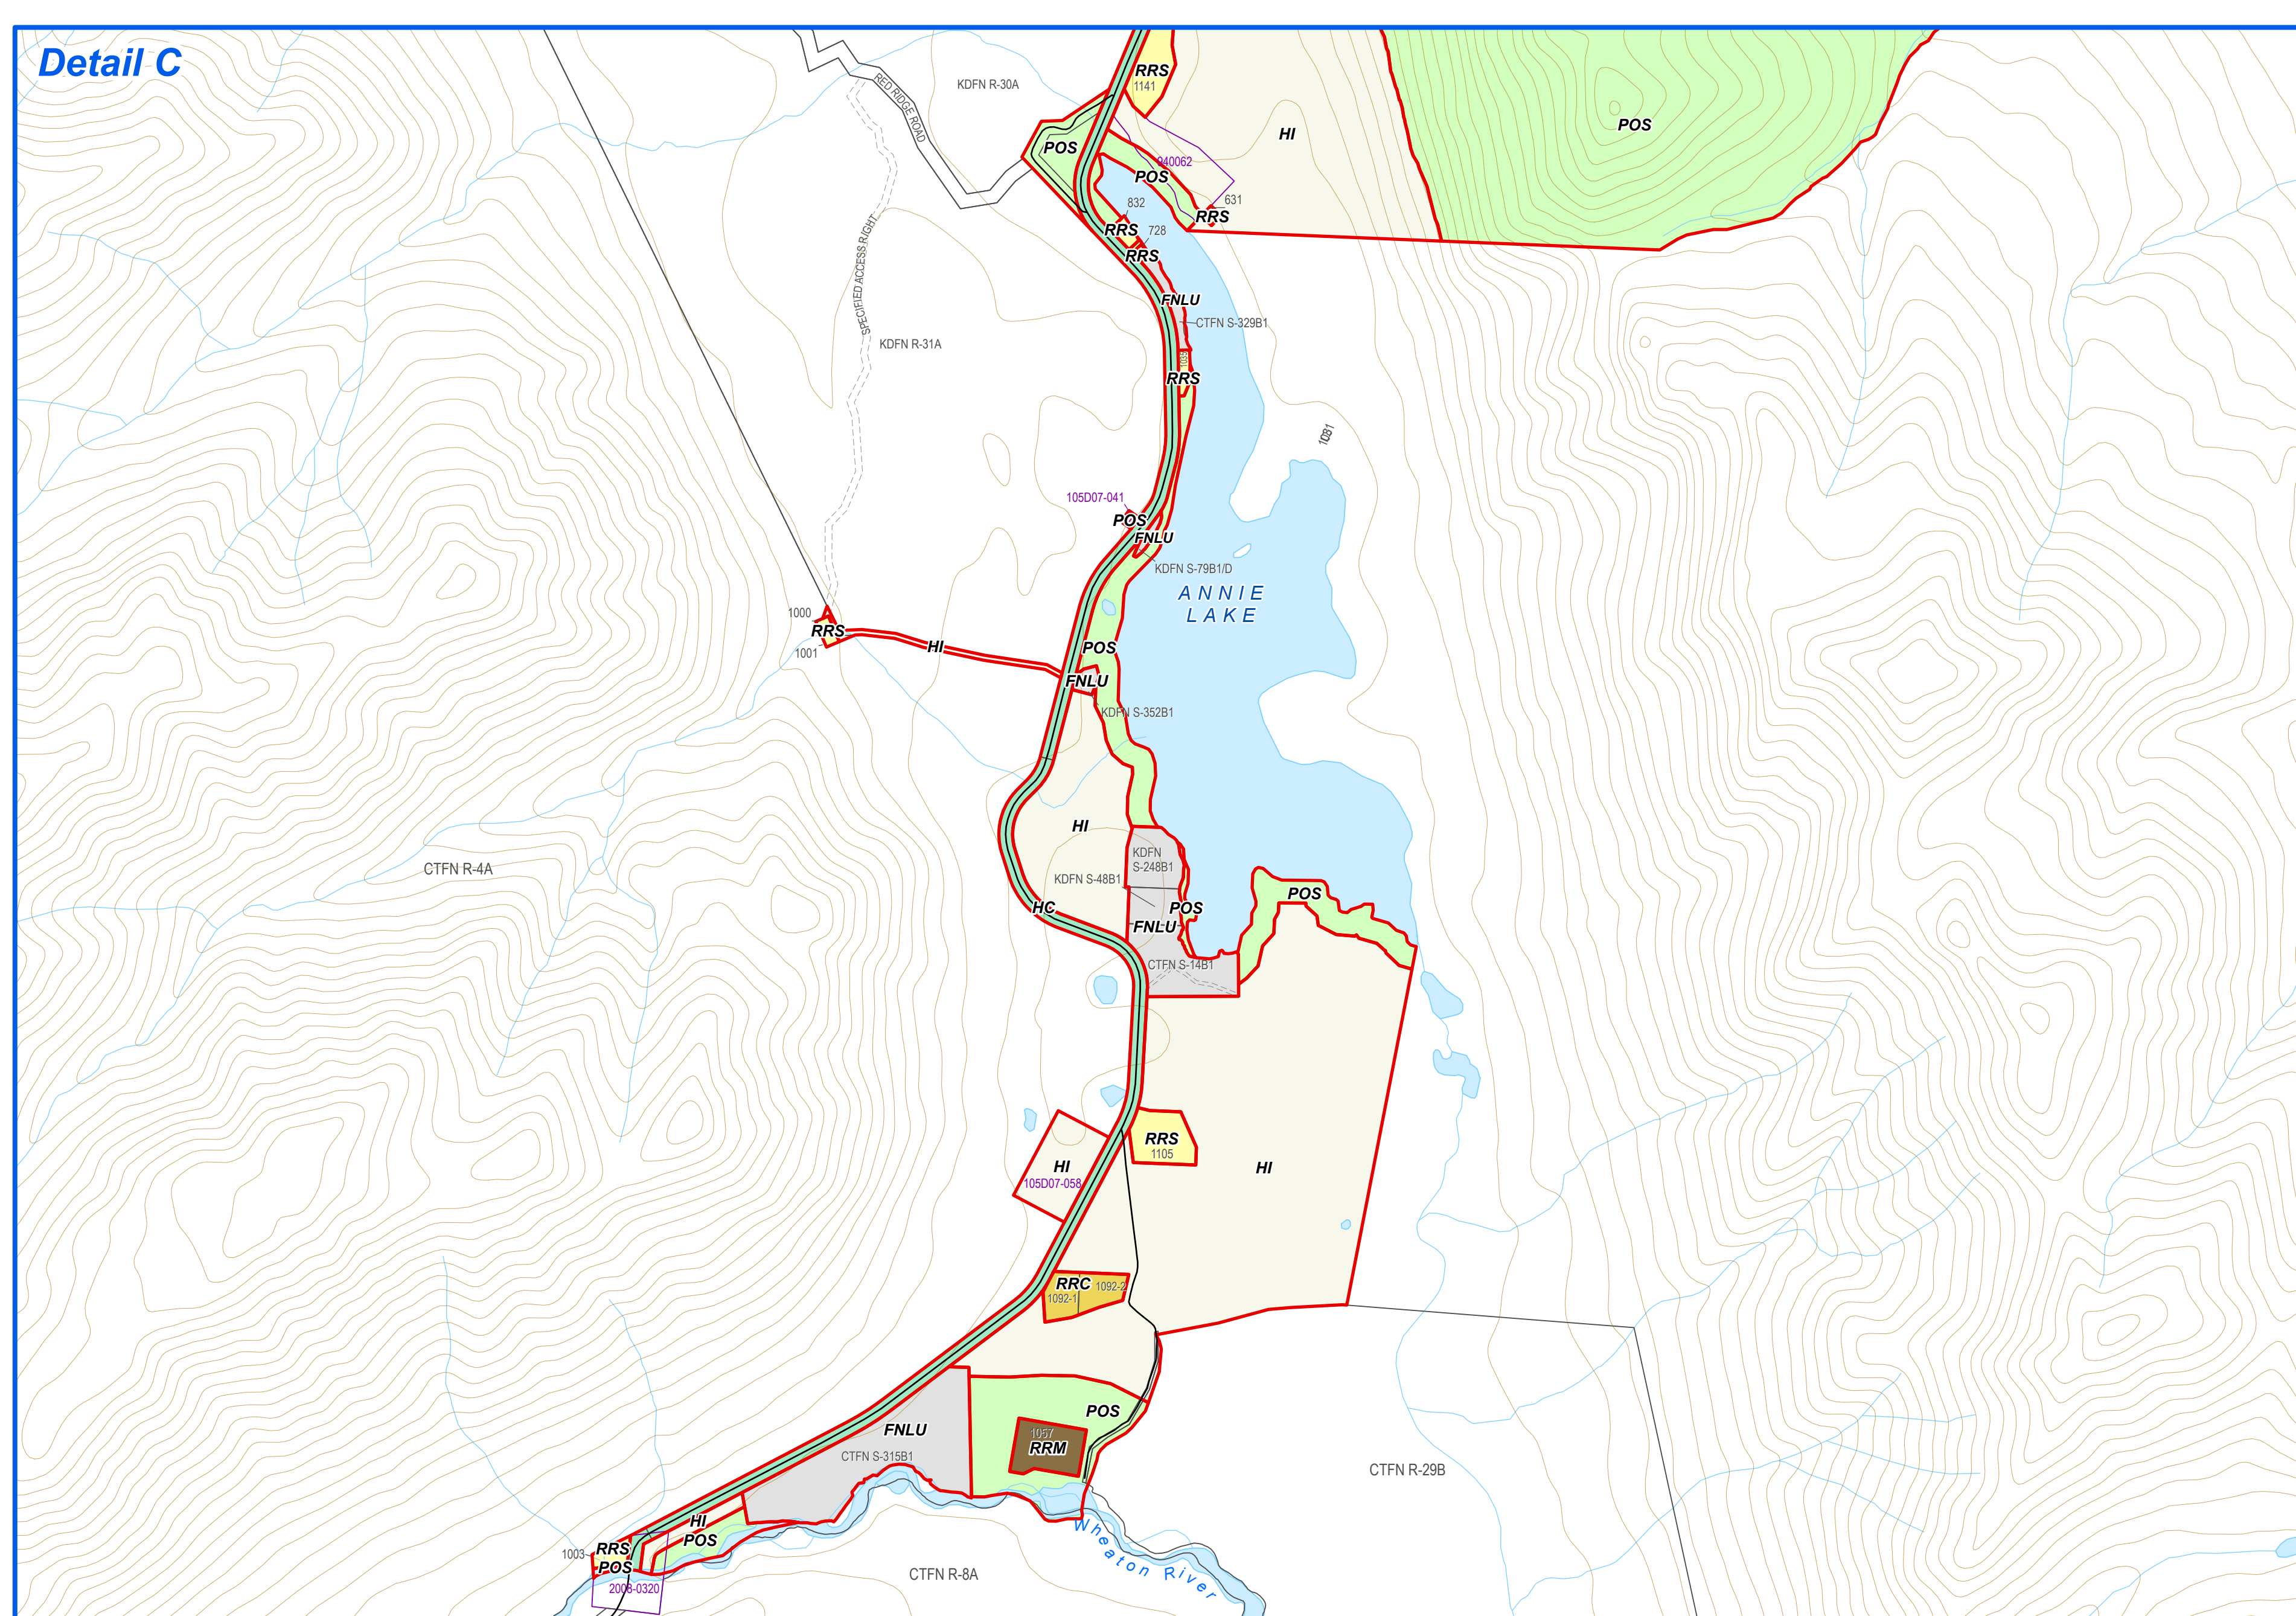 Detail C
RRS
1141
KDFN R-30A
RED RIDGE ROAD
POS
HI
POS
940062
POS
832
631
RRS
RRS
728
RRS
SPECIFIED ACCESS RIGHT
FNLU
CTFN S-329B1
KDFN R-31A
RRS
1081
105D07-041
POS
FNLU
KDFN S-79B1/D
ANNIE
LAKE
1000
RRS
1001
HI
POS
FNLU
KDFN S-352B1
HI
KDFN
S-248B1
CTFN R-4A
KDFN S-48B1
POS
HC
POS
FNLU
CTFN S-14B1
RRS
1105
HI
105D07-058
HI
RRC
1092-1
1092-2
POS
FNLU
1057
RRM
CTFN S-315B1
CTFN R-29B
HI
POS
Wheaton River
RRS
1003
POS
2008-0320
CTFN R-8A